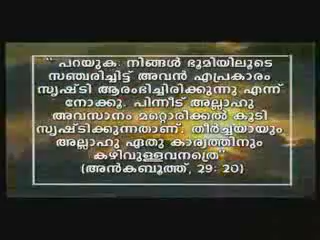 " പറയുക: നിങ്ങൾ ഭൂമിയിലൂടെ
സഞ്ചരിച്ചിട്ട് അവൻ എപ്രകാരം
സൃഷ്ടി ആരംഭിച്ചിരിക്കുന്നു എന്ന്
നോക്കൂ. പിന്നീട് അല്ലാഹു
അവസാനം മറ്റൊരിക്കൽ കൂടി
സൃഷ്ടിക്കുന്നതാണ്. തീർച്ചയായും
അല്ലാഹു ഏതു കാര്യത്തിനും
കഴിവുള്ളവനത്രെ"
(അൻകബൂത്ത്, 29: 20)